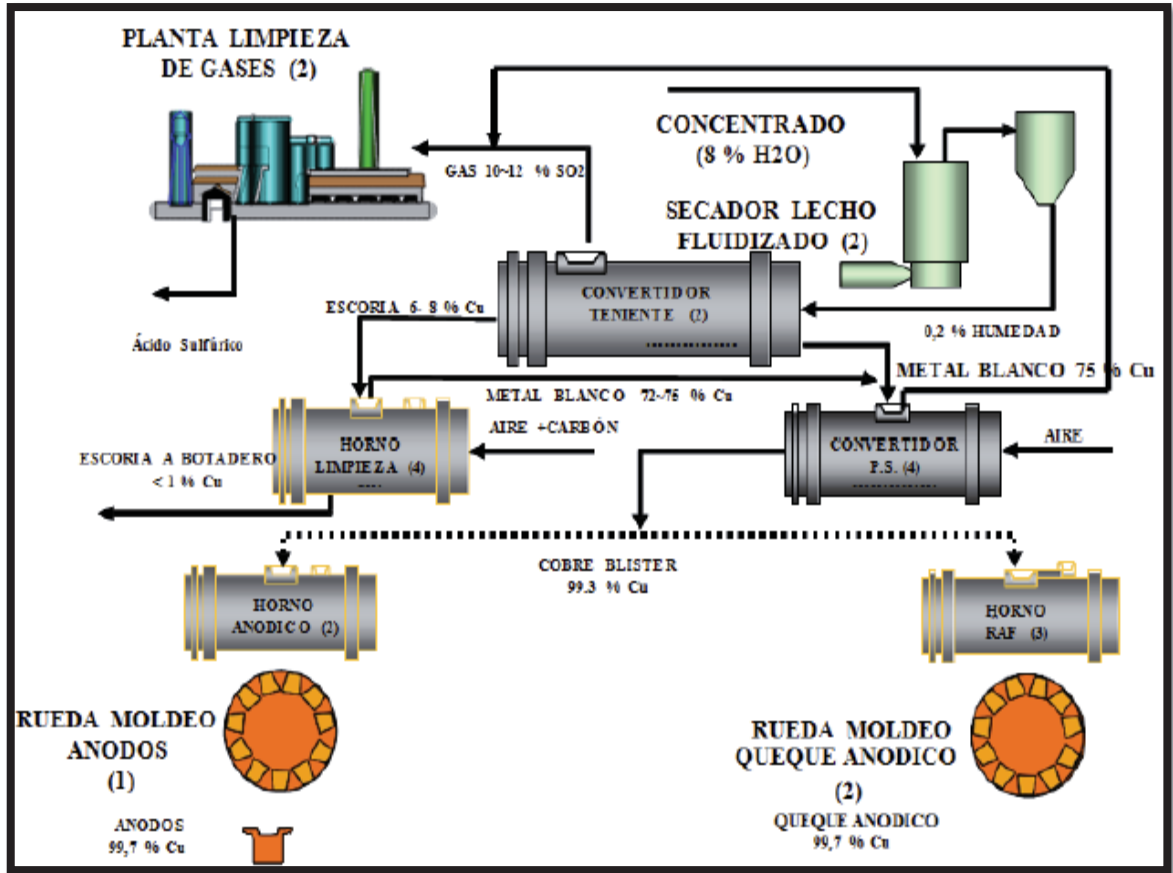 PLANTA LIMPIEZA
DE GASES (2)
CONCENTRADO
(8 % H2O)
GAS 10~12 % SO2
SECADOR LECHO
FLUIDIZADO (2)
CONVERTIDOR
TENIENTE (2)
ESCORIA 6- 8 % Cu
0,2 % HUMEDAD
Ácido Sulfúrico
METAL BLANCO 75 % Cu
METAL BLANCO 72~75 % Cu
AIRE +CARBÓN
HORNO
LIMPIEZA (4)
CONVERTIDOR
P.S. (4)
AIRE
ESCORIA A BOTADERO
< 1 % Cu
COBRE BLISTER
99.3 % Cu
HORNO
ANODICO (2)
HORNO
RAF (3)
RUEDA MOLDEO
ANODOS
(1)
RUEDA MOLDEO
QUEQUE ANODICO
(2)
ANODOS
99,7 % Cu
QUEQUE ANODICO
99,7 % Cu